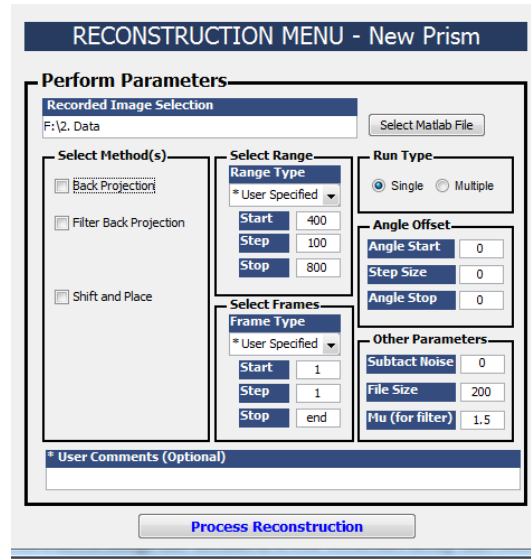 RECONSTRUCTION MENU - New Prism
Perform Parameters
Recorded Image Selection
F:\2. Data
Select Matlab File
Select Method(s)
Back Projection
Filter Back Projection
Shift and Place
Select Range
Range Type
* User Specified
Start 400
Step 100
Stop 800
Select Frames
Frame Type
* User Specified
Start 1
Step 1
Stop end
Run Type
Single Multiple
Angle Offset
Angle Start 0
Step Size 0
Angle Stop 0
Other Parameters
Subtact Noise 0
File Size 200
Mu (for filter) 1.5
* User Comments (Optional)
Process Reconstruction